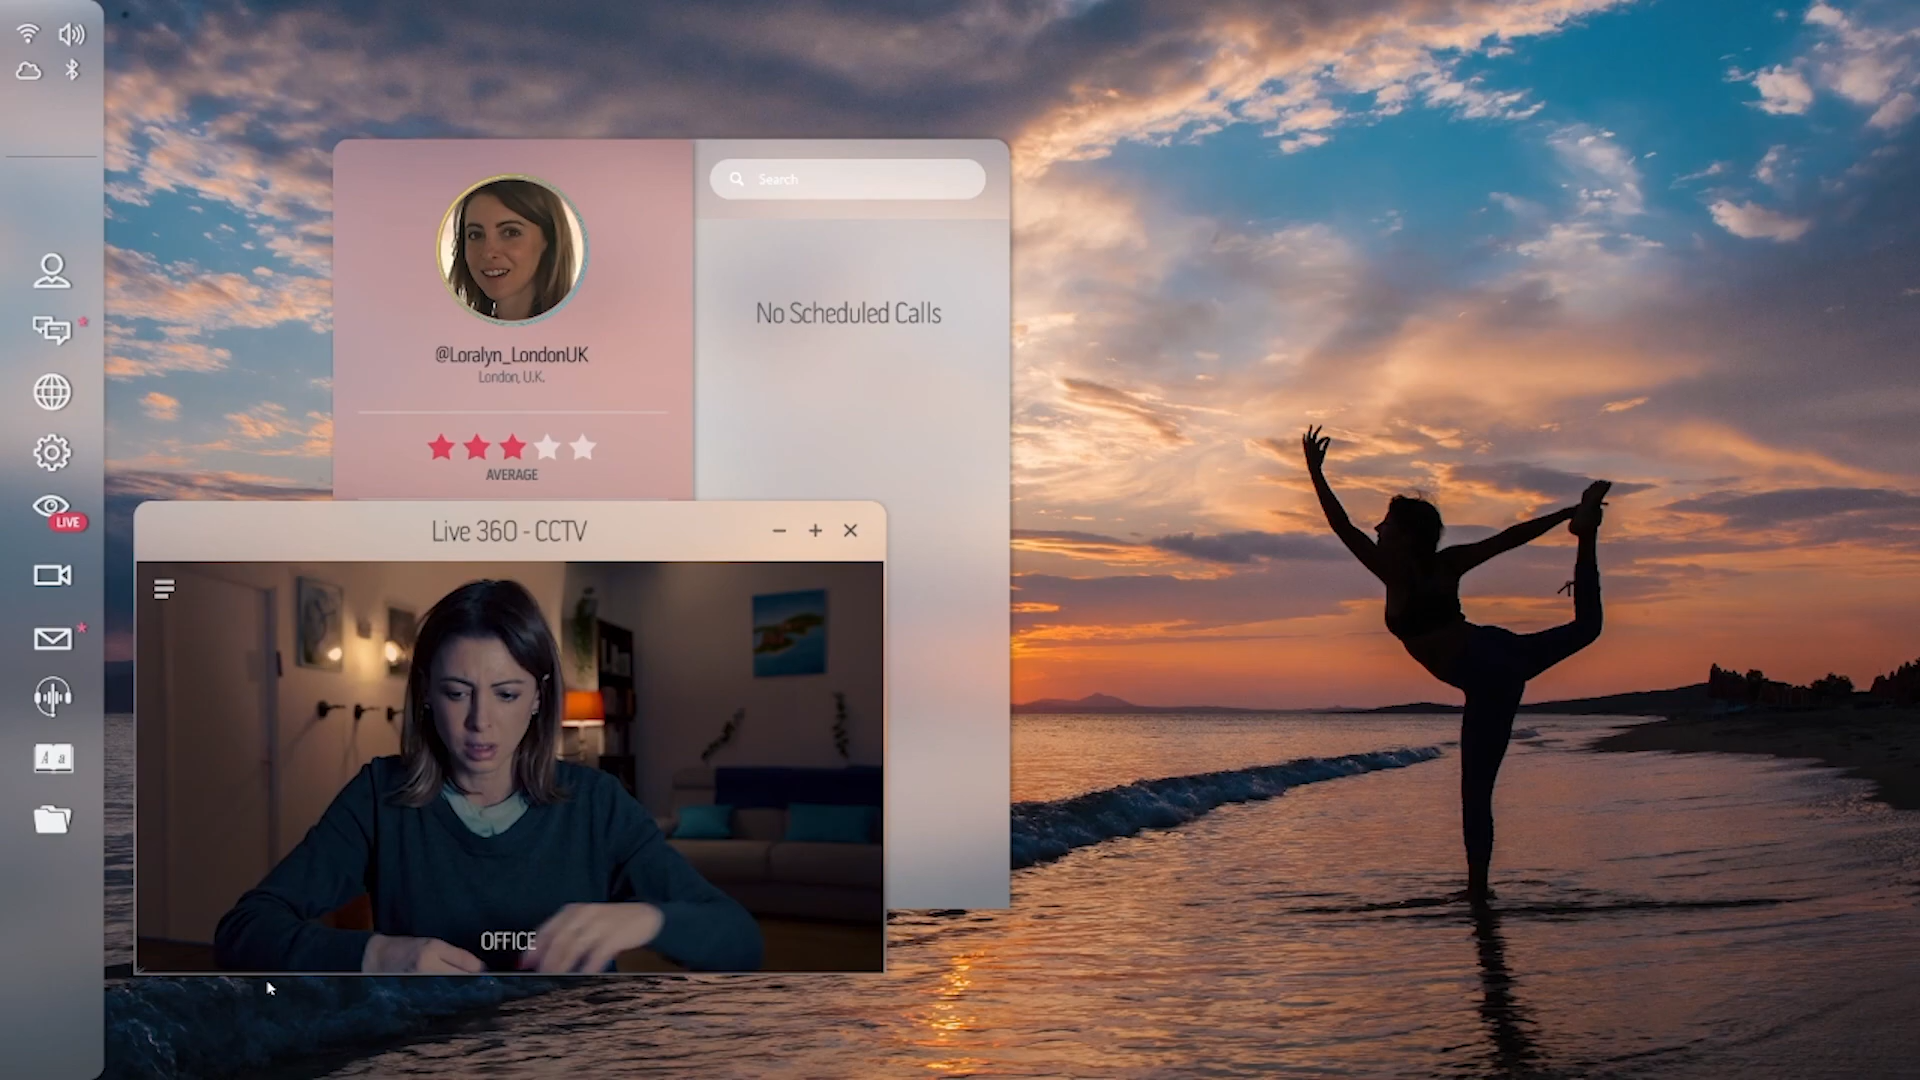 Search
@Loralyn_LondonUK
London, U.K.
AVERAGE
No Scheduled Calls
LIVE
Live 360 - CCTV
OFFICE
A a